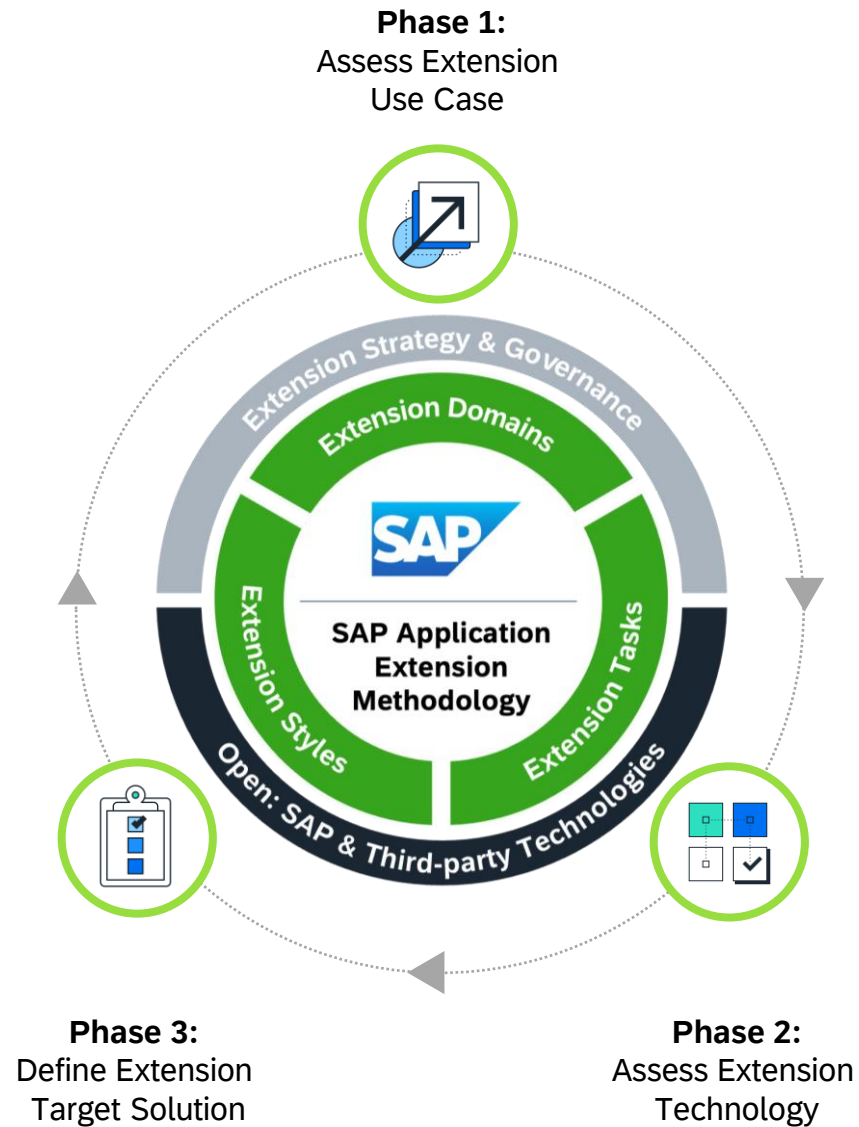 Phase 1:
Assess Extension
Use Case
Extension Strategy & Governance
Extension Domains
SAP
SAP Application
Extension
Methodology
Extension Styles
Extension Tasks
Open: SAP & Third-party Technologies
Phase 3:
Define Extension
Target Solution
Phase 2:
Assess Extension
Technology